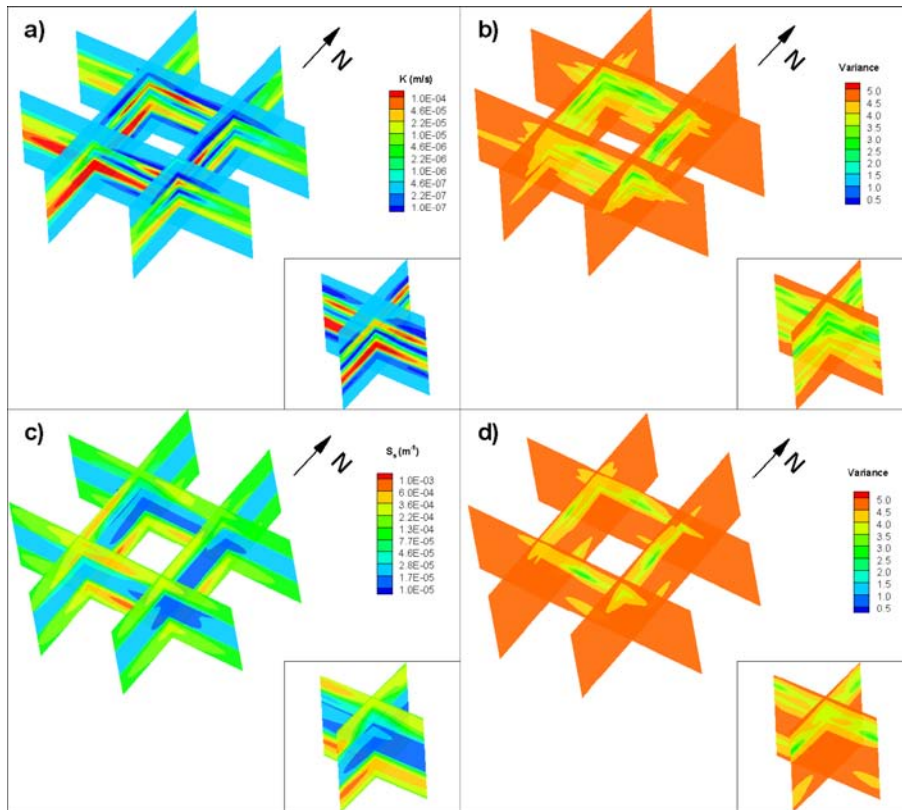 a)
N
K (m/s)
1.0E-04
4.6E-05
2.2E-05
1.0E-05
4.6E-06
2.2E-06
1.0E-06
4.6E-07
2.2E-07
1.0E-07
b)
N
Variance
5.0
4.5
4.0
3.5
3.0
2.5
2.0
1.5
1.0
0.5
c)
N
Ss (m-1)
1.0E-03
6.0E-04
3.6E-04
2.2E-04
1.3E-04
7.7E-05
4.6E-05
2.8E-05
1.7E-05
1.0E-05
d)
N
Variance
5.0
4.5
4.0
3.5
3.0
2.5
2.0
1.5
1.0
0.5